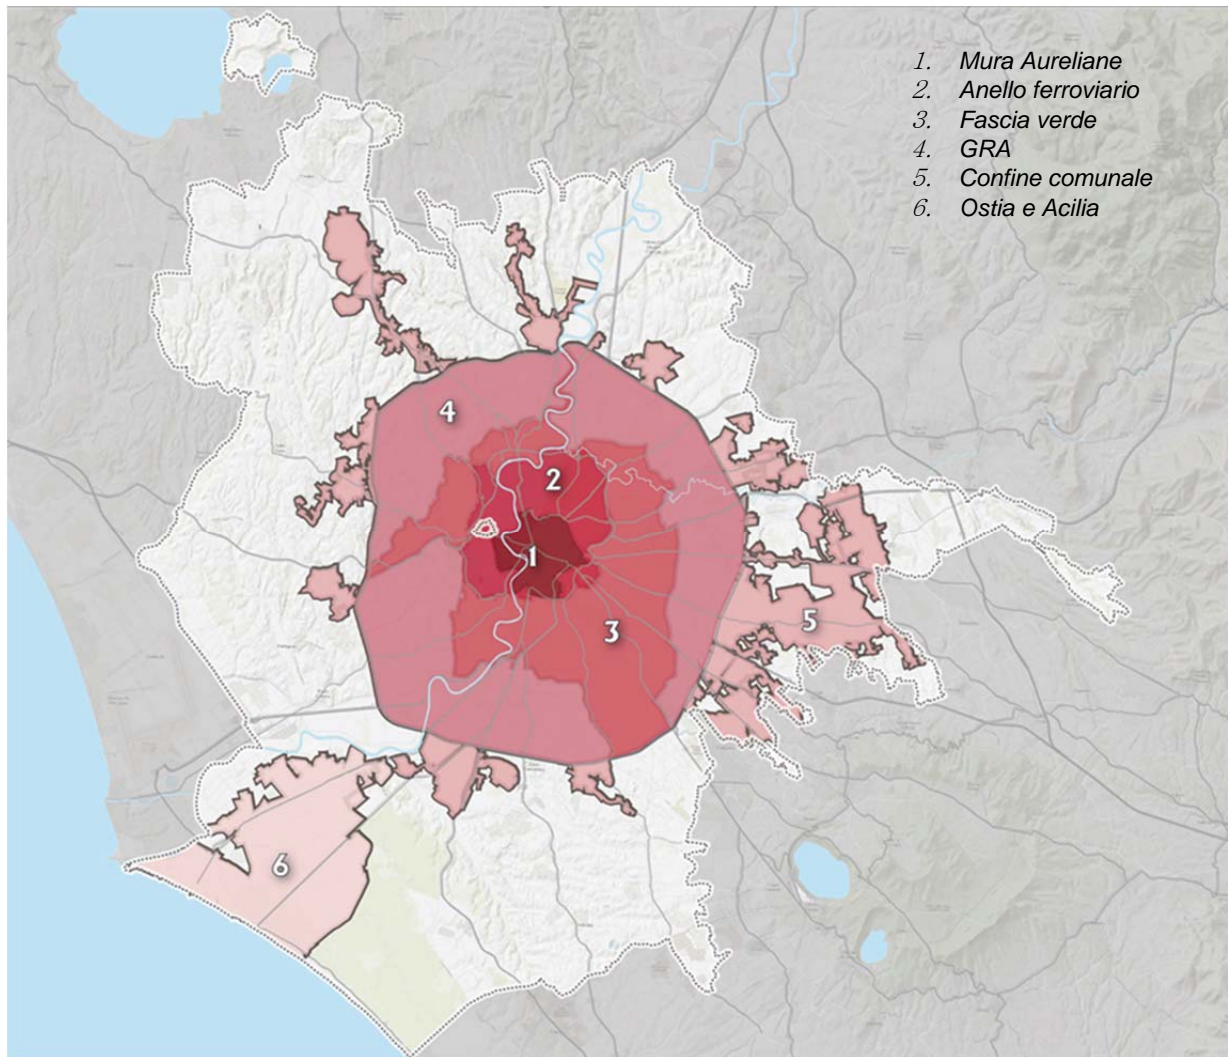 1. Mura Aureliane
2. Anello ferroviario
3. Fascia verde
4. GRA
5. Confine comunale
6. Ostia e Acilia
4
2
1
3
5
6